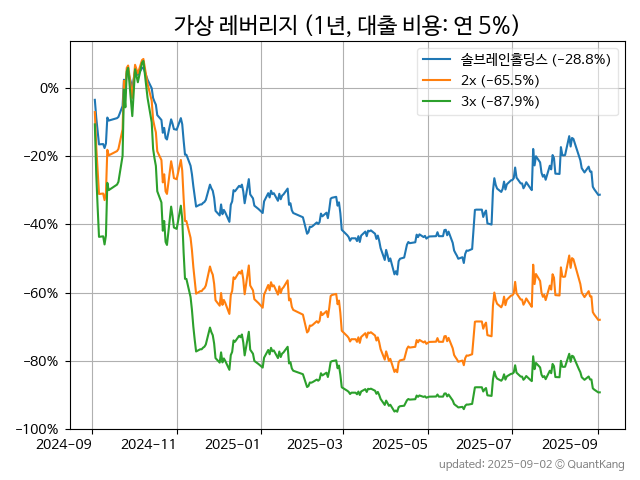 가상 레버리지 (1년, 대출 비용: 연 5%)
솔브레인홀딩스 (−28.8%)
2x (−65.5%)
3x (−87.9%)
0%
−20%
−40%
−60%
−80%
−100%
2024-09 2024-11 2025-01 2025-03 2025-05 2025-07 2025-09
updated: 2025-09-02 © QuantKang